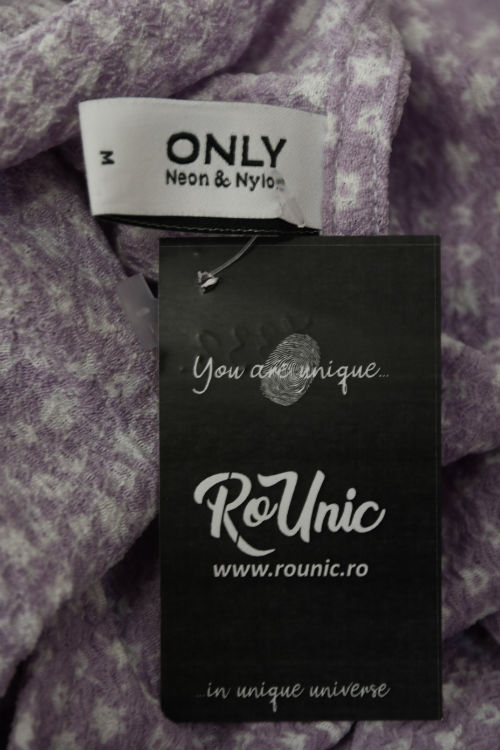 M
ONLY
Neon & Nylon
You are unique...
RoUnic
www.rounic.ro
...in unique universe